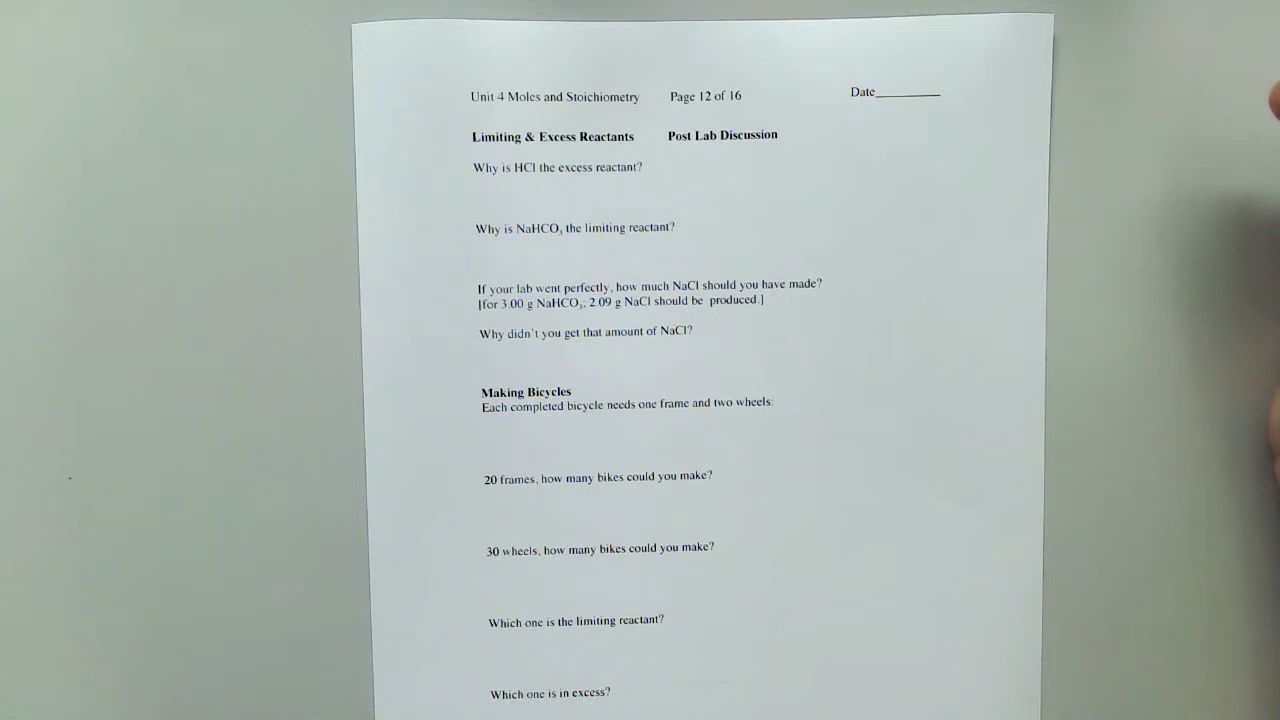 Unit 4 Moles and Stoichiometry Page 12 of 16 Date__________
Limiting & Excess Reactants Post Lab Discussion
Why is HCl the excess reactant?
Why is NaHCO₃ the limiting reactant?
If your lab went perfectly, how much NaCl should you have made?
[for 3.00 g NaHCO₃, 2.09 g NaCl should be produced.]
Why didn't you get that amount of NaCl?
Making Bicycles
Each completed bicycle needs one frame and two wheels:
20 frames, how many bikes could you make?
30 wheels, how many bikes could you make?
Which one is the limiting reactant?
Which one is in excess?